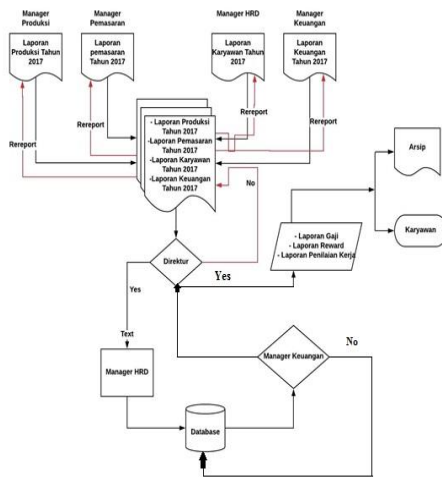 Manager
Produksi
Manager
Pemasaran
Manager HRD
Manager
Keuangan
Laporan
Produksi Tahun
2017
Laporan
pemasaran
Tahun 2017
Laporan
Karyawan Tahun
2017
Laporan
Keuangan
Tahun 2017
Rereport
Rereport
Rereport
Rereport
- Laporan Produksi
Tahun 2017
-Laporan Pemasaran
Tahun 2017
-Laporan Karyawan
Tahun 2017
-Laporan Keuangan
Tahun 2017
No
Arsip
Karyawan
- Laporan Gaji
- Laporan Reward
- Laporan Penilaian Kerja
Direktur
Yes
Yes
Text
Manager HRD
Manager Keuangan
No
Database